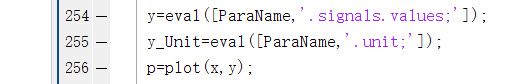 254 — y=eval([ParaName,'.signals.values;']);
255 — y_Unit=eval([ParaName,'.unit;']);
256 — p=plot(x,y);